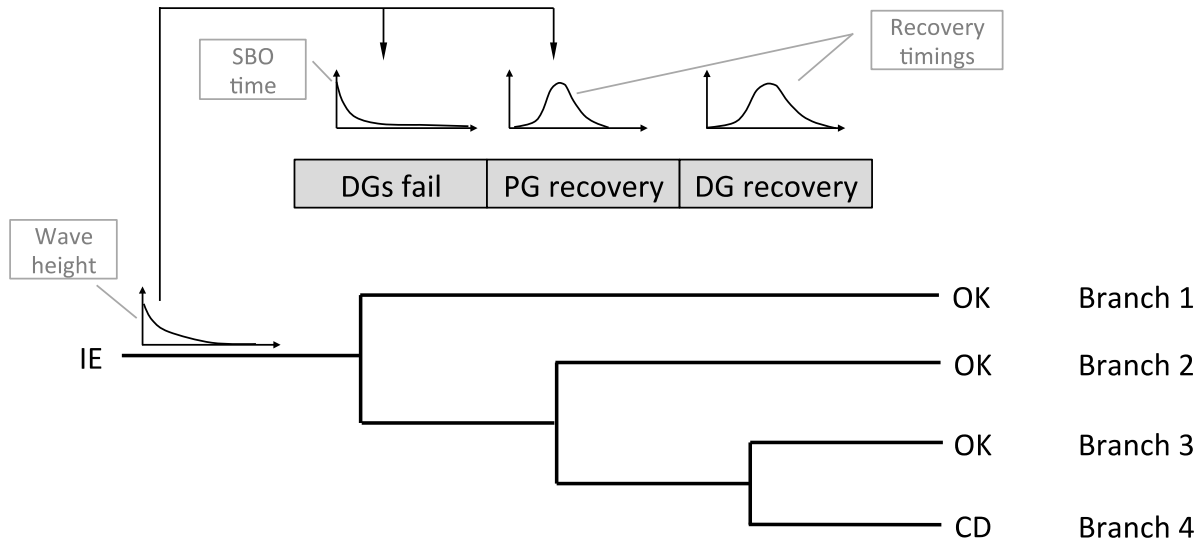 SBO
time
Recovery
timings
DGs fail
PG recovery
DG recovery
Wave
height
IE
OK
Branch 1
OK
Branch 2
OK
Branch 3
CD
Branch 4